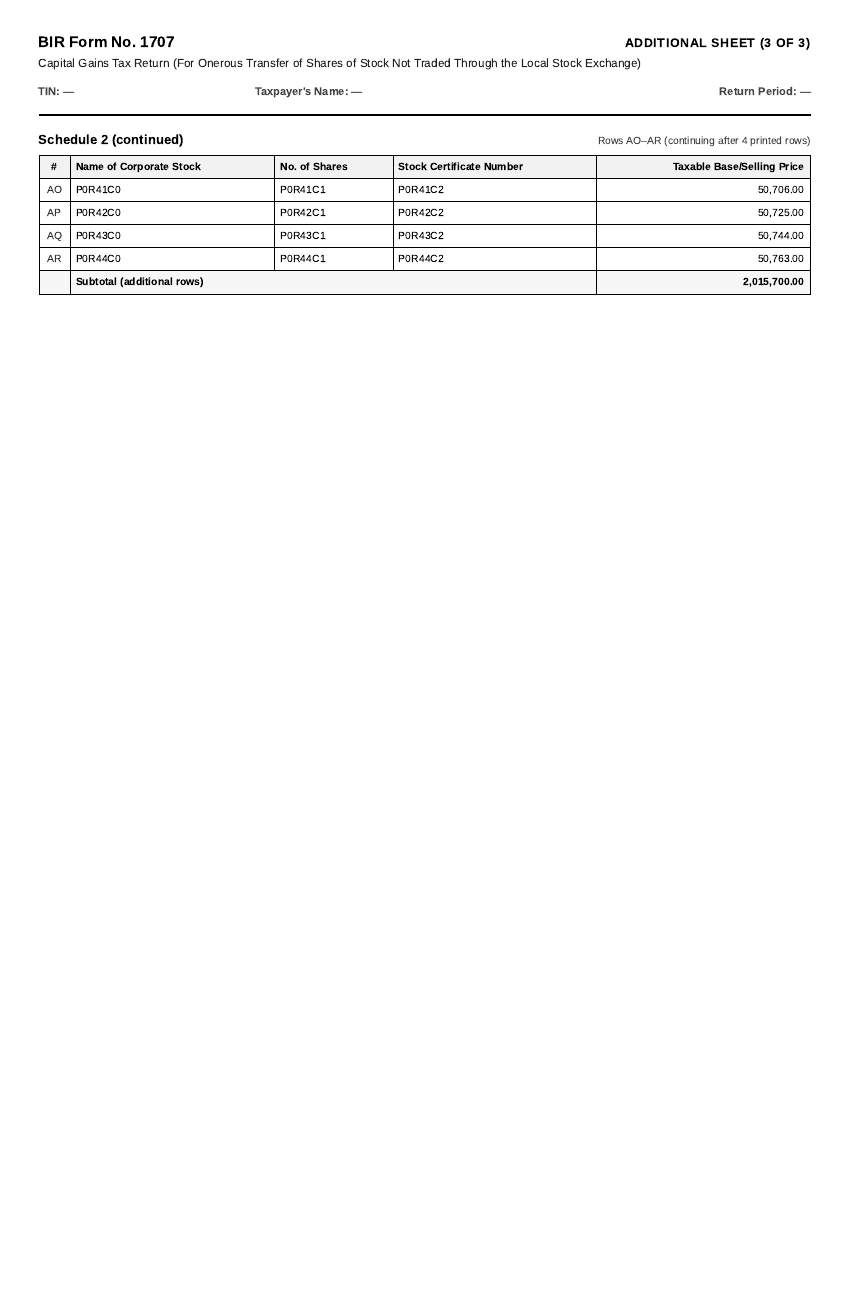 BIR Form No. 1707 ADDITIONAL SHEET (3 OF 3)
Capital Gains Tax Return (For Onerous Transfer of Shares of Stock Not Traded Through the Local Stock Exchange)
TIN: — Taxpayer's Name: — Return Period: —
Schedule 2 (continued) Rows AO–AR (continuing after 4 printed rows)
# Name of Corporate Stock No. of Shares Stock Certificate Number Taxable Base/Selling Price
AO P0R41C0 P0R41C1 P0R41C2 50,706.00
AP P0R42C0 P0R42C1 P0R42C2 50,725.00
AQ P0R43C0 P0R43C1 P0R43C2 50,744.00
AR P0R44C0 P0R44C1 P0R44C2 50,763.00
Subtotal (additional rows) 2,015,700.00